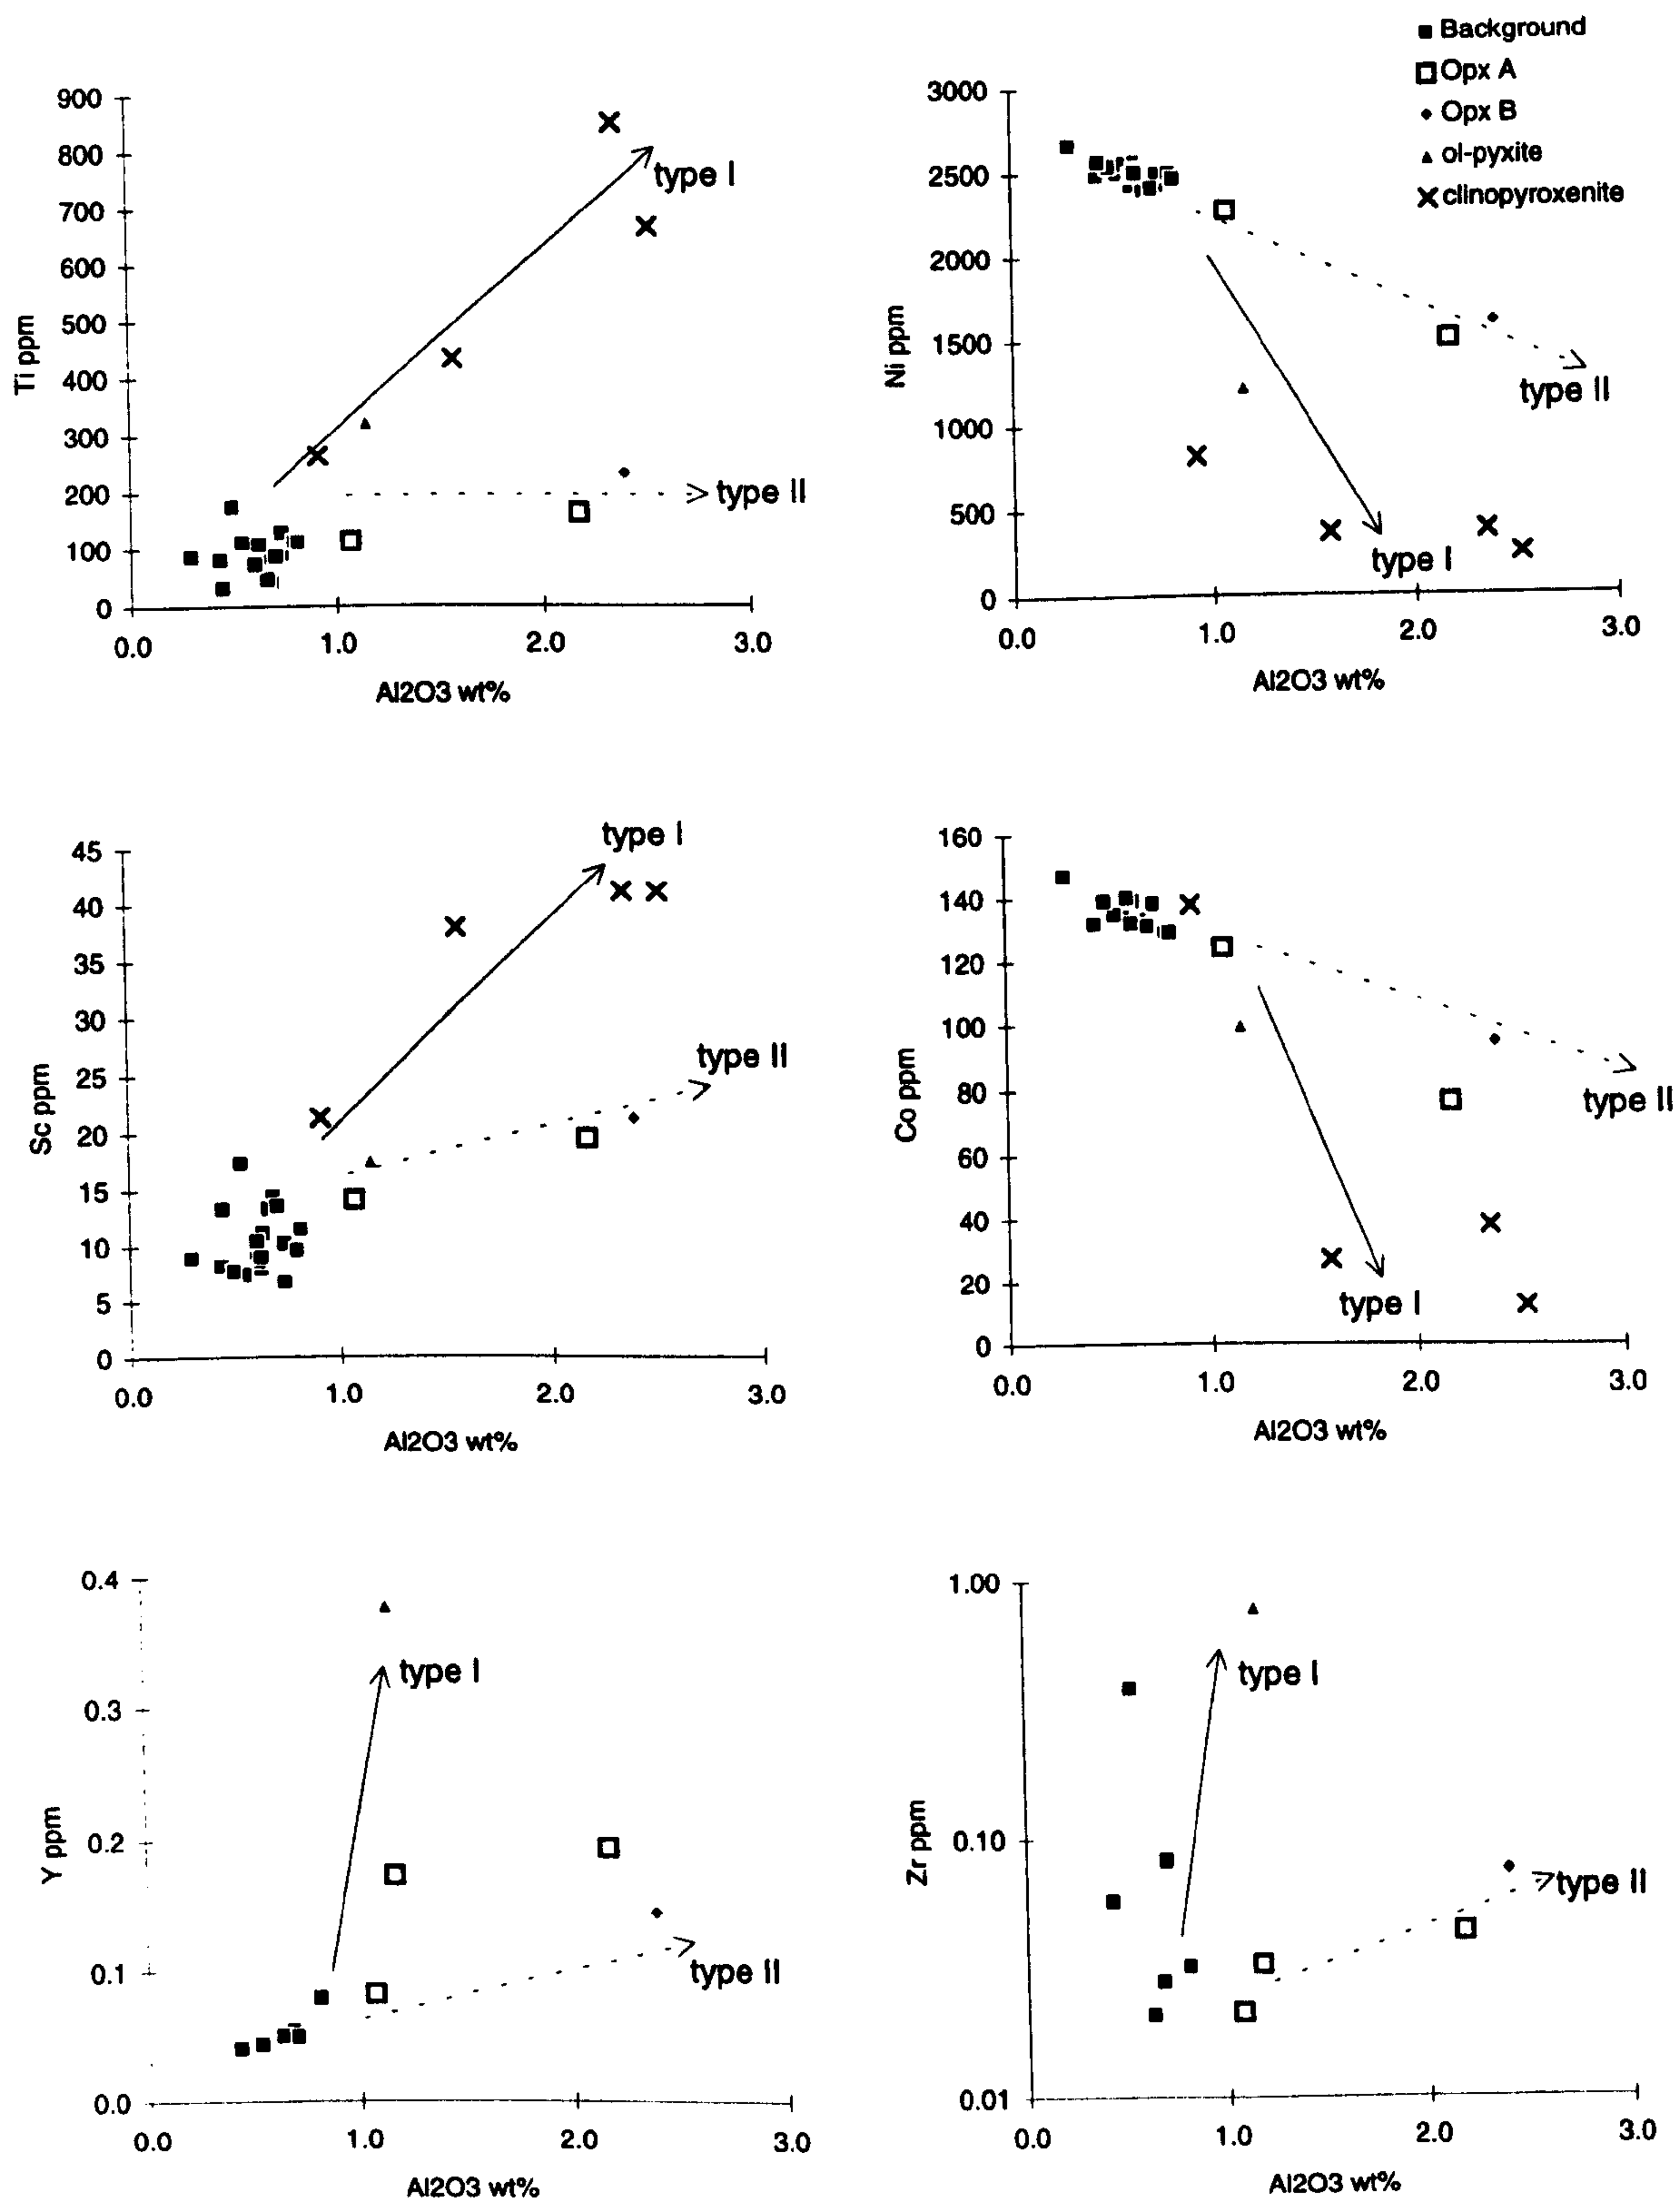 Background
Opx A
Opx B
ol-pyxite
clinopyroxenite
900
800
700
600
500
400
300
200
100
0
Ti ppm
type I
type II
0.0 1.0 2.0 3.0
Al2O3 wt%
3000
2500
2000
1500
1000
500
0
Ni ppm
type II
type I
0.0 1.0 2.0 3.0
Al2O3 wt%
45
40
35
30
25
20
15
10
5
0
Sc ppm
type I
type II
0.0 1.0 2.0 3.0
Al2O3 wt%
160
140
120
100
80
60
40
20
0
Co ppm
type II
type I
0.0 1.0 2.0 3.0
Al2O3 wt%
0.4
0.3
0.2
0.1
0.0
Y ppm
type I
type II
0.0 1.0 2.0 3.0
Al2O3 wt%
1.00
0.10
0.01
Zr ppm
type I
type II
0.0 1.0 2.0 3.0
Al2O3 wt%